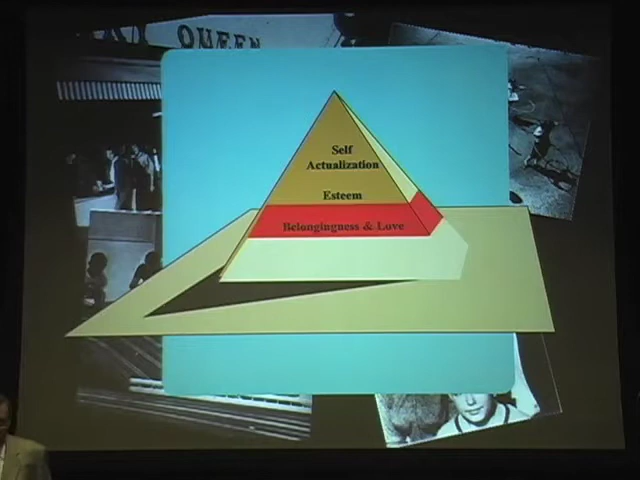 QUEEN
Self
Actualization
Esteem
Belongingness & Love